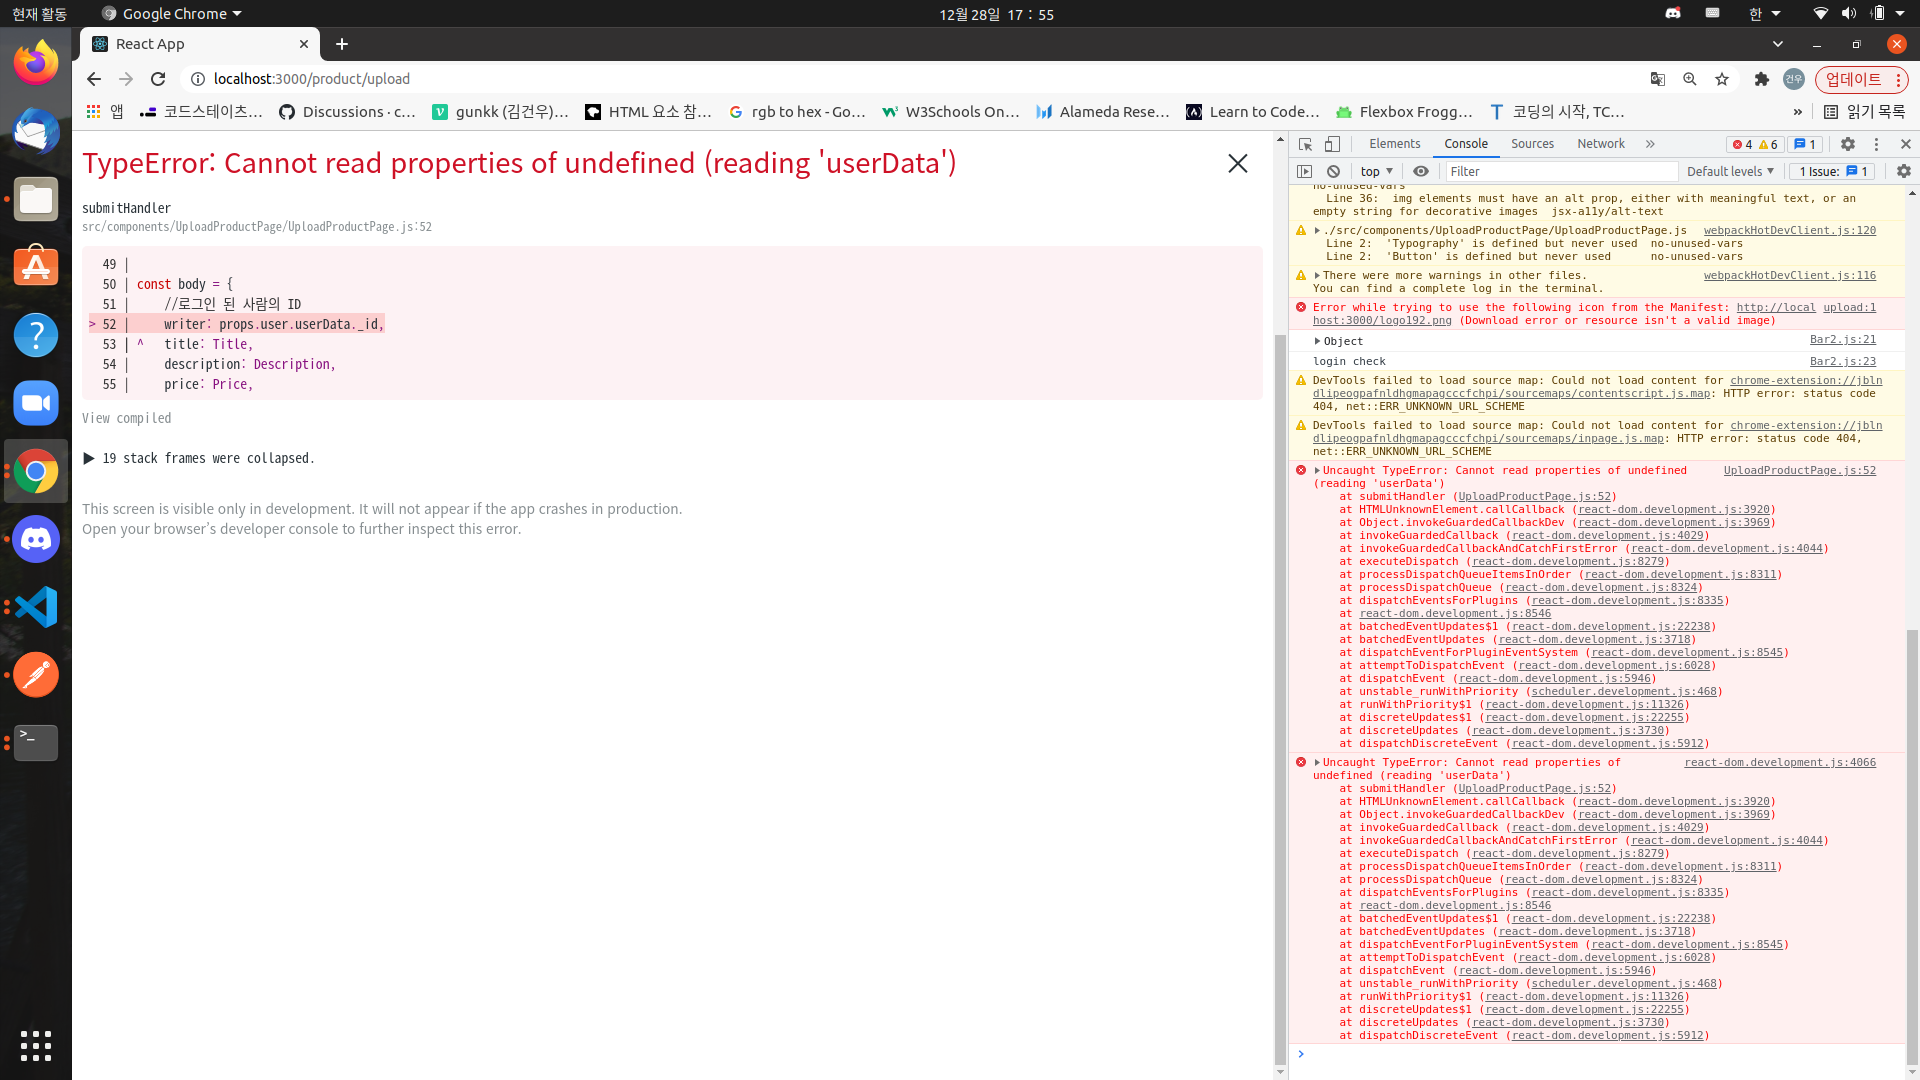 현재 활동
Google Chrome
12월 28일 17 : 55
한
React App
localhost:3000/product/upload
건우
업데이트
앱
코드스테이츠…
Discussions · c…
gunkk (김건우)…
HTML 요소 참…
rgb to hex - Go…
W3Schools On…
Alameda Rese…
Learn to Code…
Flexbox Frogg…
코딩의 시작, TC…
»
읽기 목록
TypeError: Cannot read properties of undefined (reading 'userData')
submitHandler
src/components/UploadProductPage/UploadProductPage.js:52
49 |
50 | const body = {
51 | //로그인 된 사람의 ID
> 52 | writer: props.user.userData._id,
53 | ^ title: Title,
54 | description: Description,
55 | price: Price,
View compiled
▶ 19 stack frames were collapsed.
This screen is visible only in development. It will not appear if the app crashes in production.
Open your browser's developer console to further inspect this error.
Elements
Console
Sources
Network
»
4
6
1
top
Filter
Default levels
1 Issue:
1
no-unused-vars
Line 36: img elements must have an alt prop, either with meaningful text, or an
empty string for decorative images jsx-a11y/alt-text
./src/components/UploadProductPage/UploadProductPage.js webpackHotDevClient.js:120
Line 2: 'Typography' is defined but never used no-unused-vars
Line 2: 'Button' is defined but never used no-unused-vars
There were more warnings in other files. webpackHotDevClient.js:116
You can find a complete log in the terminal.
Error while trying to use the following icon from the Manifest: http://local upload:1
host:3000/logo192.png (Download error or resource isn't a valid image)
Object Bar2.js:21
login check Bar2.js:23
DevTools failed to load source map: Could not load content for chrome-extension://jbln
dlipeogpafnldhgmapagcccfchpi/sourcemaps/contentscript.js.map: HTTP error: status code
404, net::ERR_UNKNOWN_URL_SCHEME
DevTools failed to load source map: Could not load content for chrome-extension://jbln
dlipeogpafnldhgmapagcccfchpi/sourcemaps/inpage.js.map: HTTP error: status code 404,
net::ERR_UNKNOWN_URL_SCHEME
Uncaught TypeError: Cannot read properties of undefined UploadProductPage.js:52
(reading 'userData')
at submitHandler (UploadProductPage.js:52)
at HTMLUnknownElement.callCallback (react-dom.development.js:3920)
at Object.invokeGuardedCallbackDev (react-dom.development.js:3969)
at invokeGuardedCallback (react-dom.development.js:4029)
at invokeGuardedCallbackAndCatchFirstError (react-dom.development.js:4044)
at executeDispatch (react-dom.development.js:8279)
at processDispatchQueueItemsInOrder (react-dom.development.js:8311)
at processDispatchQueue (react-dom.development.js:8324)
at dispatchEventsForPlugins (react-dom.development.js:8335)
at react-dom.development.js:8546
at batchedEventUpdates$1 (react-dom.development.js:22238)
at batchedEventUpdates (react-dom.development.js:3718)
at dispatchEventForPluginEventSystem (react-dom.development.js:8545)
at attemptToDispatchEvent (react-dom.development.js:6028)
at dispatchEvent (react-dom.development.js:5946)
at unstable_runWithPriority (scheduler.development.js:468)
at runWithPriority$1 (react-dom.development.js:11326)
at discreteUpdates$1 (react-dom.development.js:22255)
at discreteUpdates (react-dom.development.js:3730)
at dispatchDiscreteEvent (react-dom.development.js:5912)
Uncaught TypeError: Cannot read properties of react-dom.development.js:4066
undefined (reading 'userData')
at submitHandler (UploadProductPage.js:52)
at HTMLUnknownElement.callCallback (react-dom.development.js:3920)
at Object.invokeGuardedCallbackDev (react-dom.development.js:3969)
at invokeGuardedCallback (react-dom.development.js:4029)
at invokeGuardedCallbackAndCatchFirstError (react-dom.development.js:4044)
at executeDispatch (react-dom.development.js:8279)
at processDispatchQueueItemsInOrder (react-dom.development.js:8311)
at processDispatchQueue (react-dom.development.js:8324)
at dispatchEventsForPlugins (react-dom.development.js:8335)
at react-dom.development.js:8546
at batchedEventUpdates$1 (react-dom.development.js:22238)
at batchedEventUpdates (react-dom.development.js:3718)
at dispatchEventForPluginEventSystem (react-dom.development.js:8545)
at attemptToDispatchEvent (react-dom.development.js:6028)
at dispatchEvent (react-dom.development.js:5946)
at unstable_runWithPriority (scheduler.development.js:468)
at runWithPriority$1 (react-dom.development.js:11326)
at discreteUpdates$1 (react-dom.development.js:22255)
at discreteUpdates (react-dom.development.js:3730)
at dispatchDiscreteEvent (react-dom.development.js:5912)